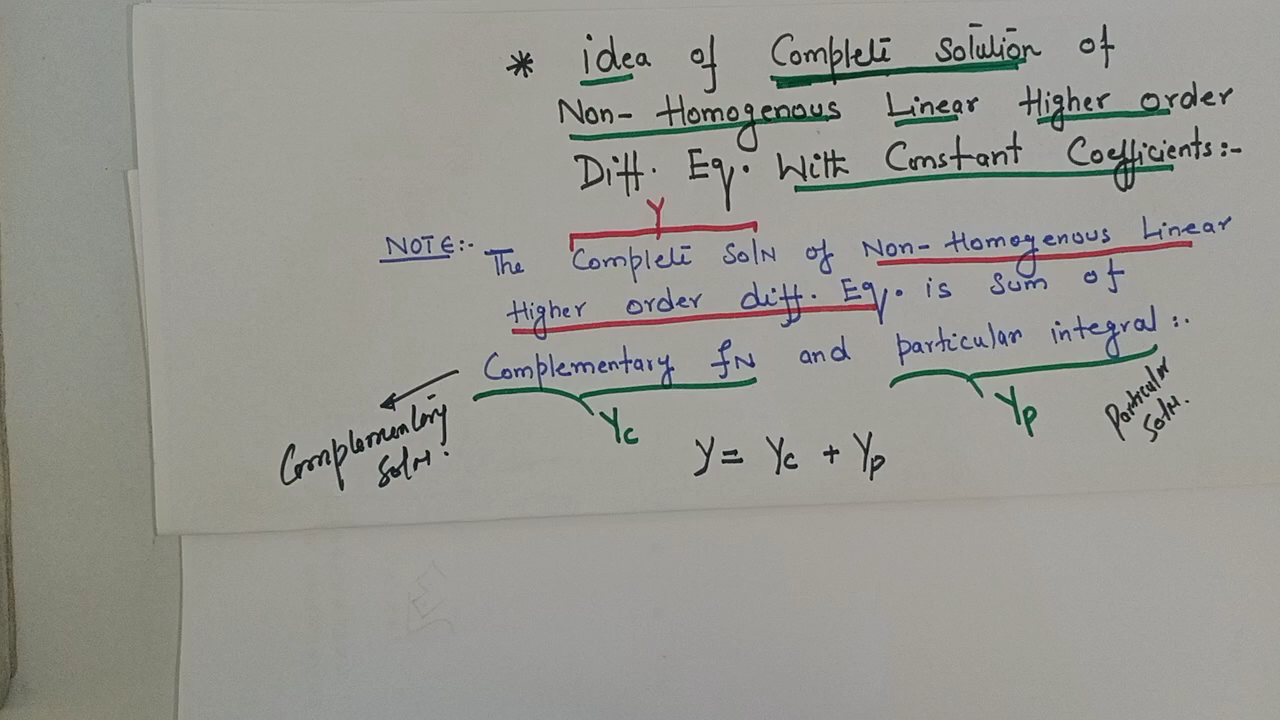 * idea of Complete Solution of
Non-Homogenous Linear Higher order
Diff. Eq. With Constant Coefficients:-
Y
NOTE:- The Complete SolN of Non-Homogenous Linear
Higher order diff. Eq. is Sum of
Complementary fN and particular integral:.
Complementary SolN.
Yc
Yp
Particular SolN.
Y = Yc + Yp